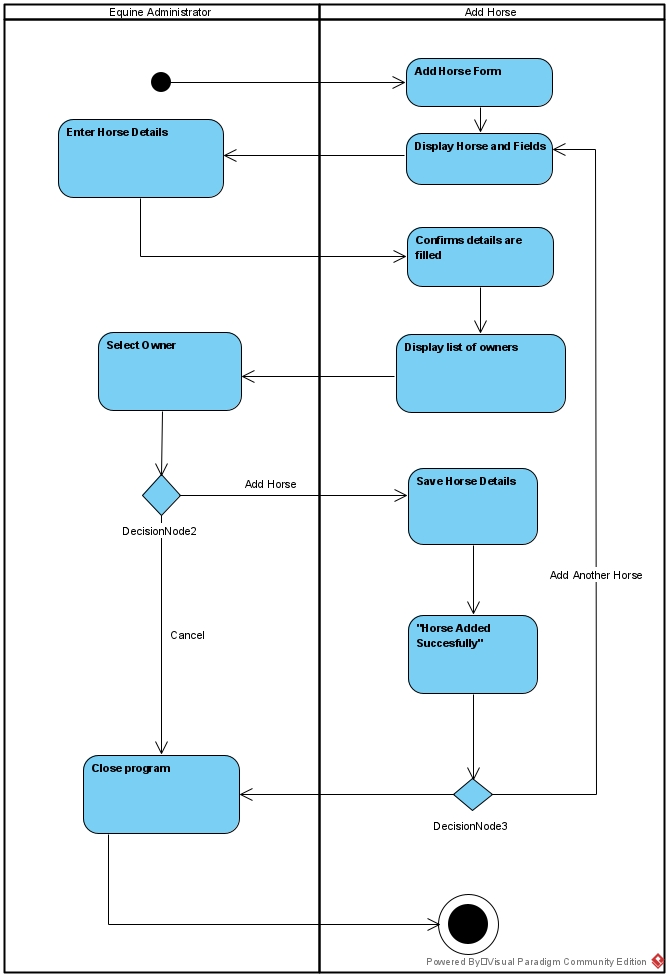 Equine Administrator
Add Horse
Add Horse Form
Enter Horse Details
Display Horse and Fields
Confirms details are
filled
Select Owner
Display list of owners
Add Horse
Save Horse Details
DecisionNode2
Add Another Horse
"Horse Added
Succesfully"
Cancel
Close program
DecisionNode3
Powered By Visual Paradigm Community Edition